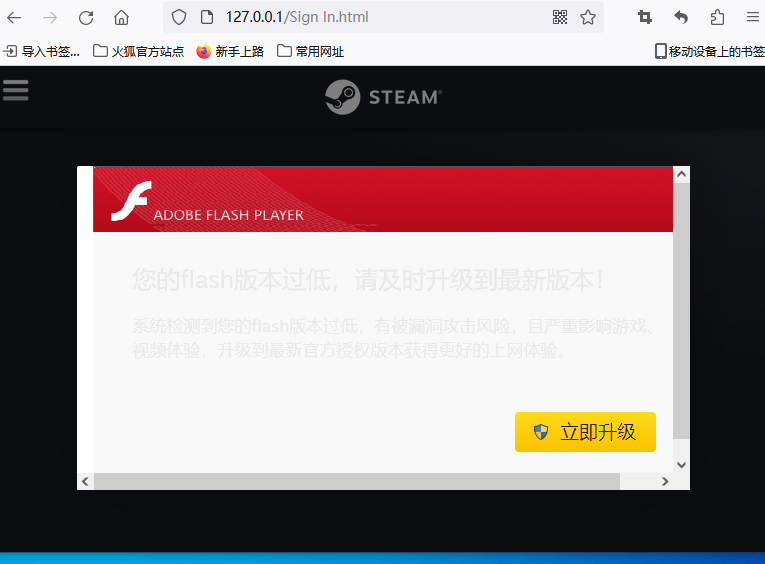 127.0.0.1/Sign In.html
导入书签... 火狐官方站点 新手上路 常用网址 移动设备上的书签
STEAM®
ADOBE FLASH PLAYER
您的flash版本过低，请及时升级到最新版本！
系统检测到您的flash版本过低，有被漏洞攻击风险，且严重影响游戏、
视频体验，升级到最新官方授权版本获得更好的上网体验。
立即升级